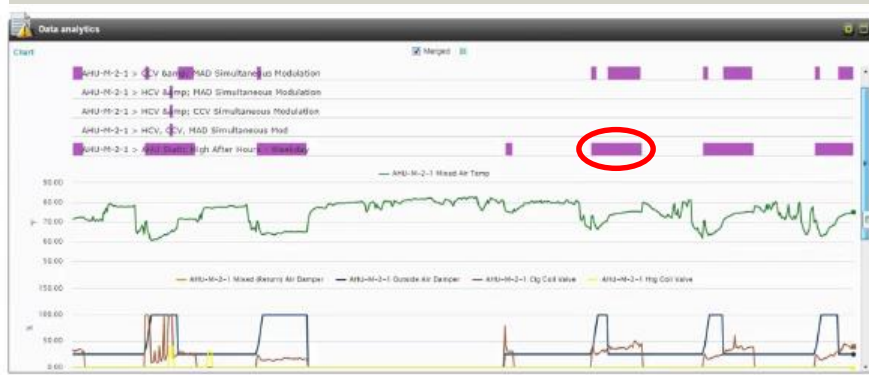 Data analytics
Chart
Merged
AHU-M-2-1 > CCV &amp; MAD Simultaneous Modulation
AHU-M-2-1 > HCV &amp; MAD Simultaneous Modulation
AHU-M-2-1 > HCV &amp; CCV Simultaneous Modulation
AHU-M-2-1 > HCV, CCV, MAD Simultaneous Mod
AHU-M-2-1 > AHU Static High After Hours - Weekday
AHU-M-2-1 Mixed Air Temp
90.00
80.00
°F 70.00
60.00
50.00
AHU-M-2-1 Mixed (Return) Air Damper AHU-M-2-1 Outside Air Damper AHU-M-2-1 Clg Coil Valve AHU-M-2-1 Htg Coil Valve
150.00
100.00
% 50.00
0.00